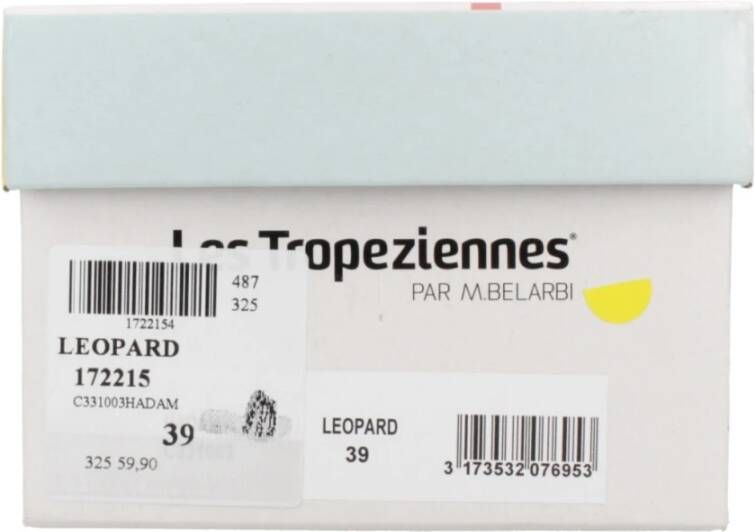 Les Tropeziennes
PAR M.BELARBI
487
325
1722154
LEOPARD
172215
C331003HADAM
39
325 59,90
LEOPARD
39
3 173532 076953